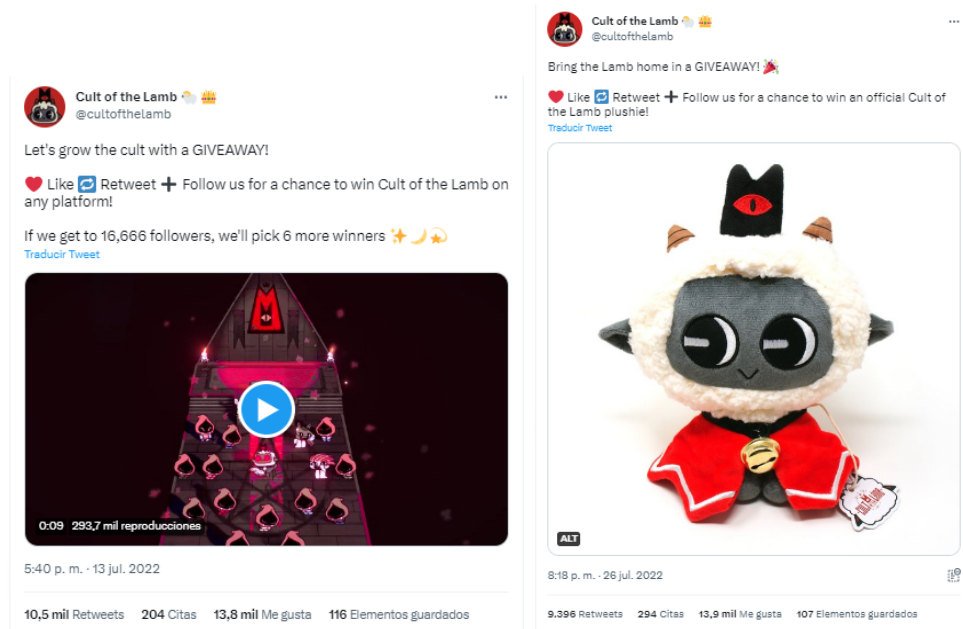 Cult of the Lamb
@cultofthelamb
Let's grow the cult with a GIVEAWAY!
Like Retweet Follow us for a chance to win Cult of the Lamb on
any platform!
If we get to 16,666 followers, we'll pick 6 more winners
Traducir Tweet
0:09 293,7 mil reproducciones
5:40 p. m. · 13 jul. 2022
10,5 mil Retweets 204 Citas 13,8 mil Me gusta 116 Elementos guardados
Cult of the Lamb
@cultofthelamb
Bring the Lamb home in a GIVEAWAY!
Like Retweet Follow us for a chance to win an official Cult of
the Lamb plushie!
Traducir Tweet
ALT
8:18 p. m. · 26 jul. 2022
9.396 Retweets 294 Citas 13,9 mil Me gusta 107 Elementos guardados